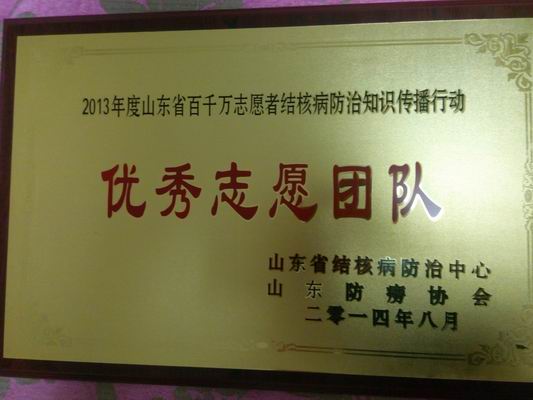 2013年度山东省百千万志愿者结核病防治知识传播行动
优秀志愿团队
山东省结核病防治中心
山东防痨协会
二零一四年八月